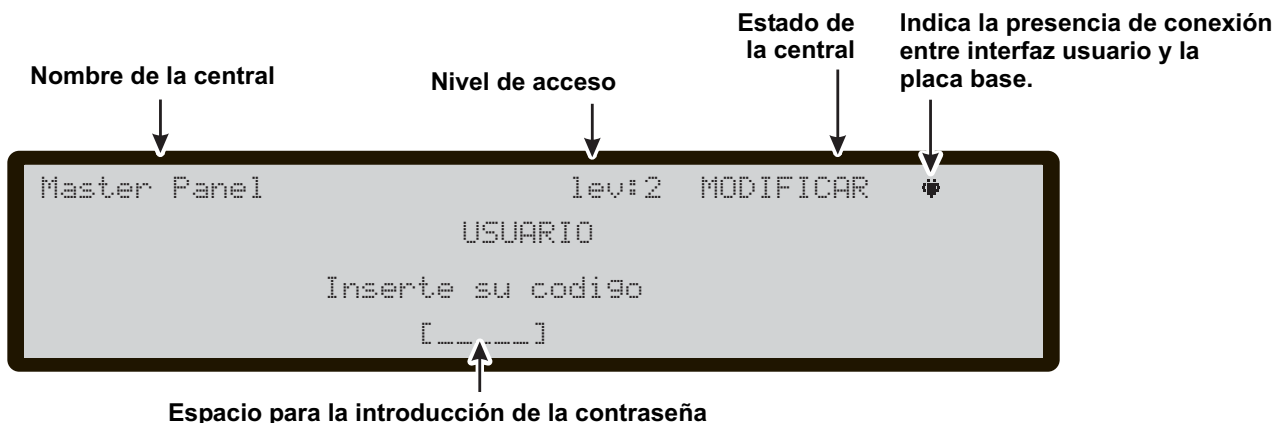 Estado de
la central
Indica la presencia de conexión
entre interfaz usuario y la
placa base.
Nombre de la central
Nivel de acceso
Master Panel lev:2 MODIFICAR
USUARIO
Inserte su codigo
[_____]
Espacio para la introducción de la contraseña